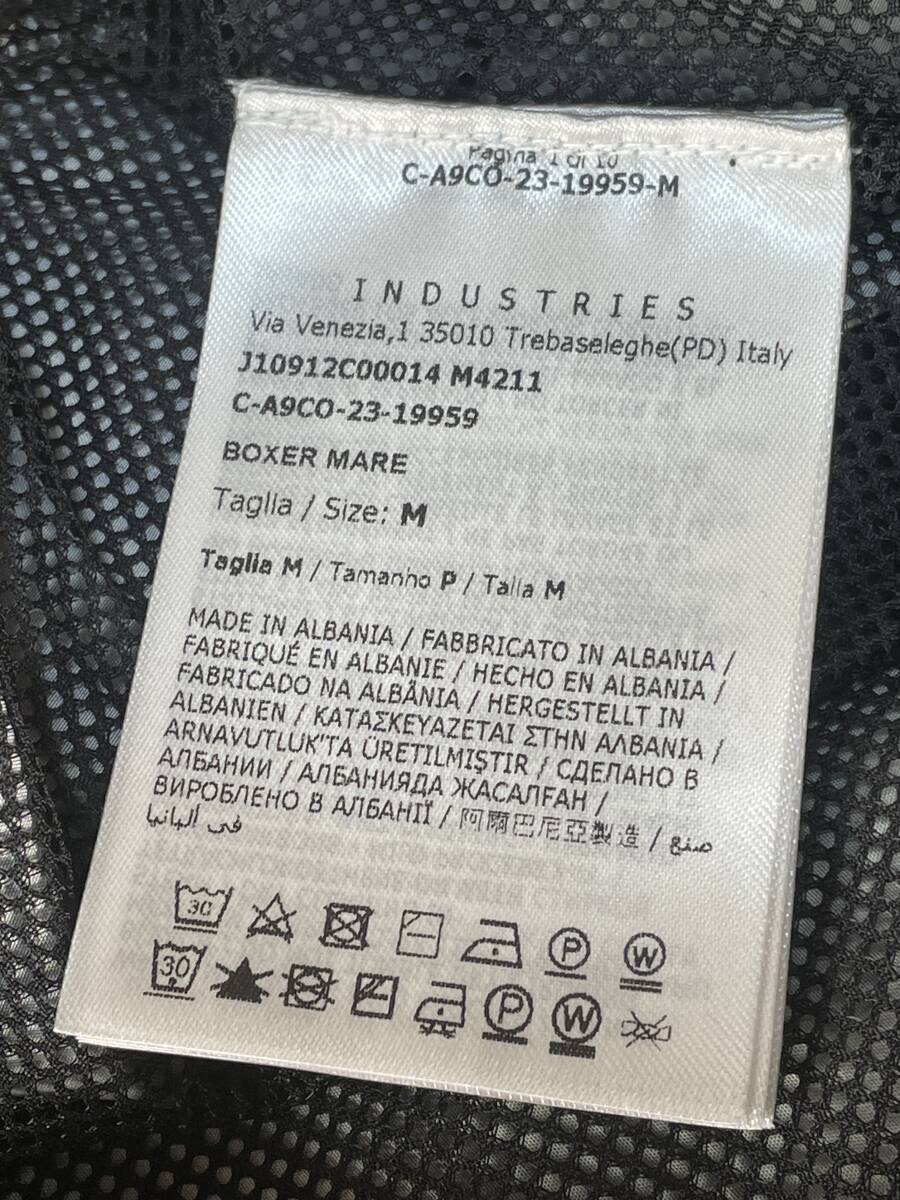 Pagina 1 di 10
C-A9CO-23-19959-M
INDUSTRIES
Via Venezia,1 35010 Trebaseleghe(PD) Italy
J10912C00014 M4211
C-A9CO-23-19959
BOXER MARE
Taglia / Size: M
Taglia M / Tamanho P / Talla M
MADE IN ALBANIA / FABBRICATO IN ALBANIA /
FABRIQUÉ EN ALBANIE / HECHO EN ALBANIA /
FABRICADO NA ALBÂNIA / HERGESTELLT IN
ALBANIEN / ΚΑΤΑΣΚΕΥΑΖΕΤΑΙ ΣΤΗΝ ΑΛΒΑΝΙΑ /
ARNAVUTLUK'TA ÜRETILMIŞTIR / СДЕЛАНО В
АЛБАНИИ / АЛБАНИЯДА ЖАСАЛҒАН /
ВИРОБЛЕНО В АЛБАНІЇ / 阿爾巴尼亞製造 / صنع
في ألبانيا
30 P W
30 P W